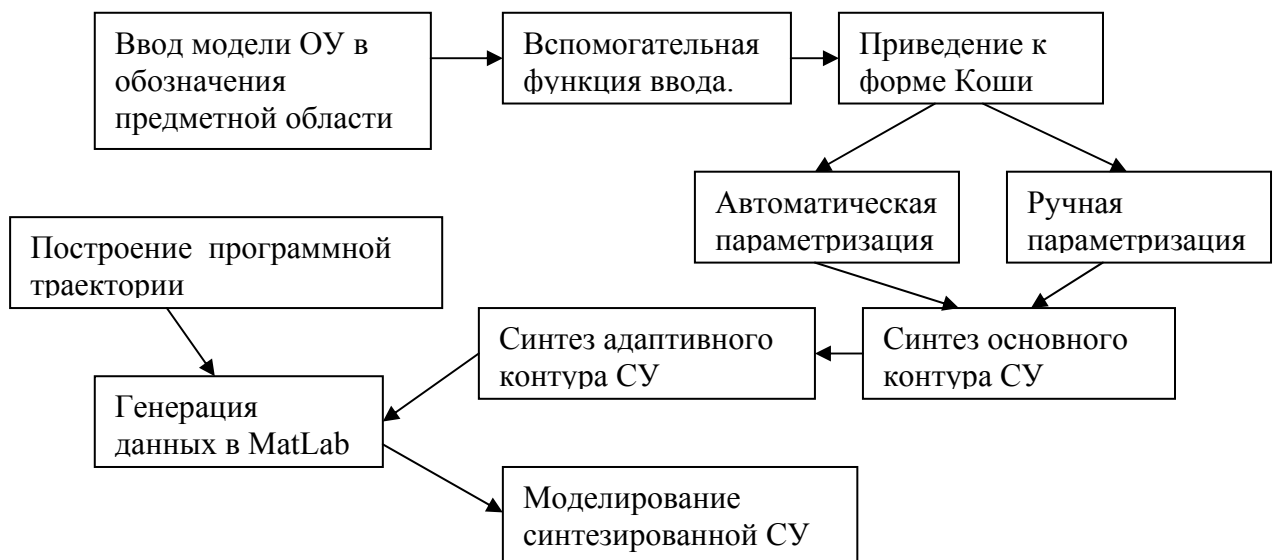 Ввод модели ОУ в
обозначения
предметной области
Вспомогательная
функция ввода.
Приведение к
форме Коши
Автоматическая
параметризация
Ручная
параметризация
Построение программной
траектории
Синтез адаптивного
контура СУ
Синтез основного
контура СУ
Генерация
данных в MatLab
Моделирование
синтезированной СУ